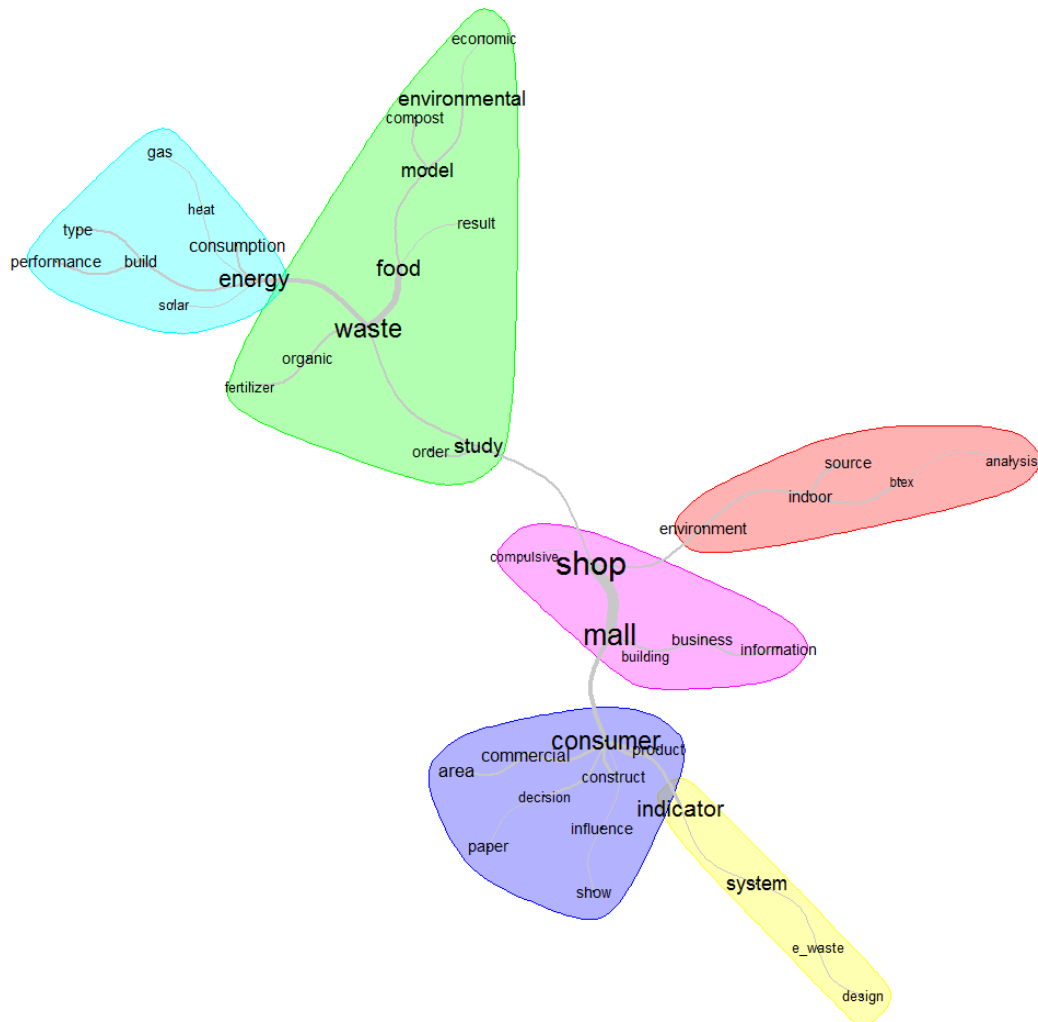 economic
environmental
compost
gas
model
heat
result
type
consumption
performance
build
food
energy
solar
waste
organic
fertilizer
order
study
source
analysis
btex
indoor
environment
compulsive
shop
mall
business
building
information
consumer
product
commercial
area
construct
decision
indicator
influence
paper
system
show
e_waste
design